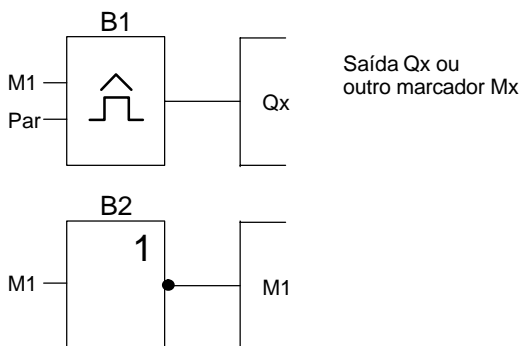 B1
M1
Par
Qx
Saída Qx ou
outro marcador Mx
B2
1
M1
M1